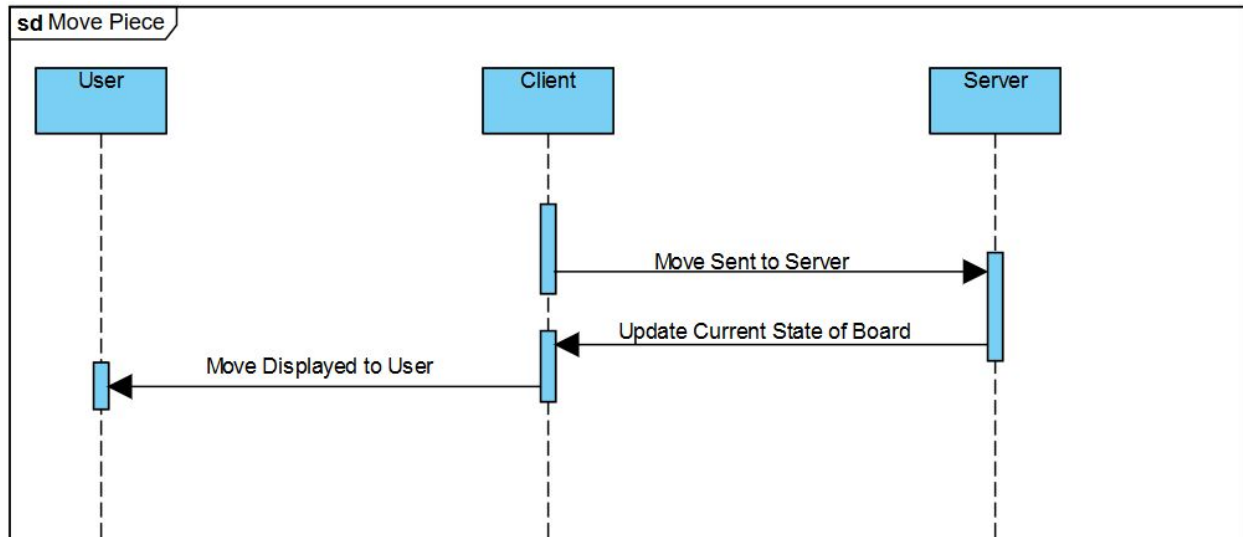 sd Move Piece
User
Client
Server
Move Sent to Server
Update Current State of Board
Move Displayed to User